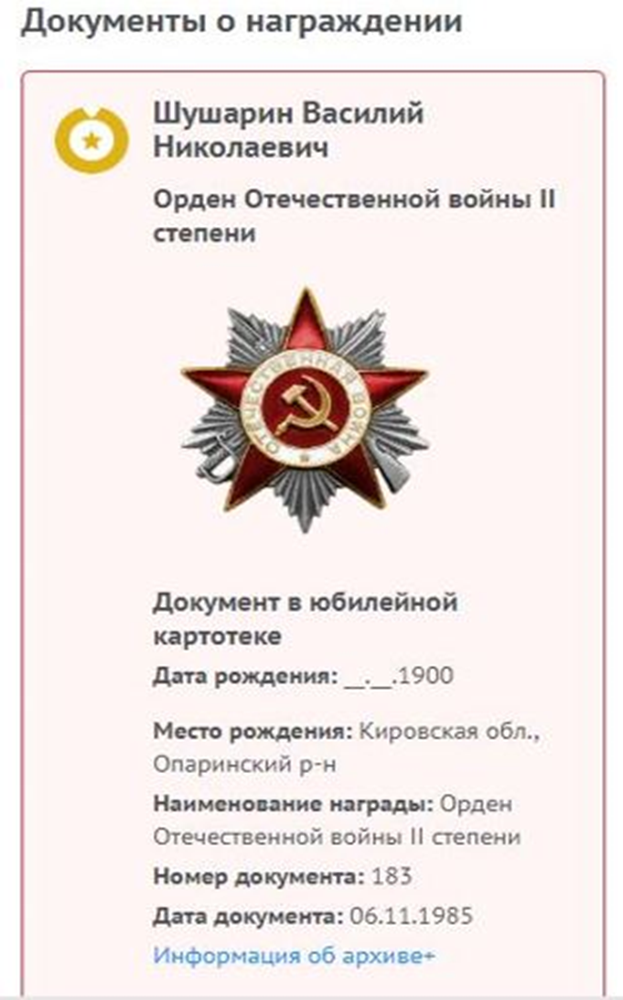 Документы о награждении
Шушарин Василий
Николаевич
Орден Отечественной войны II
степени
ОТЕЧЕСТВЕННАЯ ВОЙНА
Документ в юбилейной
картотеке
Дата рождения: __.__.1900
Место рождения: Кировская обл.,
Опаринский р-н
Наименование награды: Орден
Отечественной войны II степени
Номер документа: 183
Дата документа: 06.11.1985
Информация об архиве+